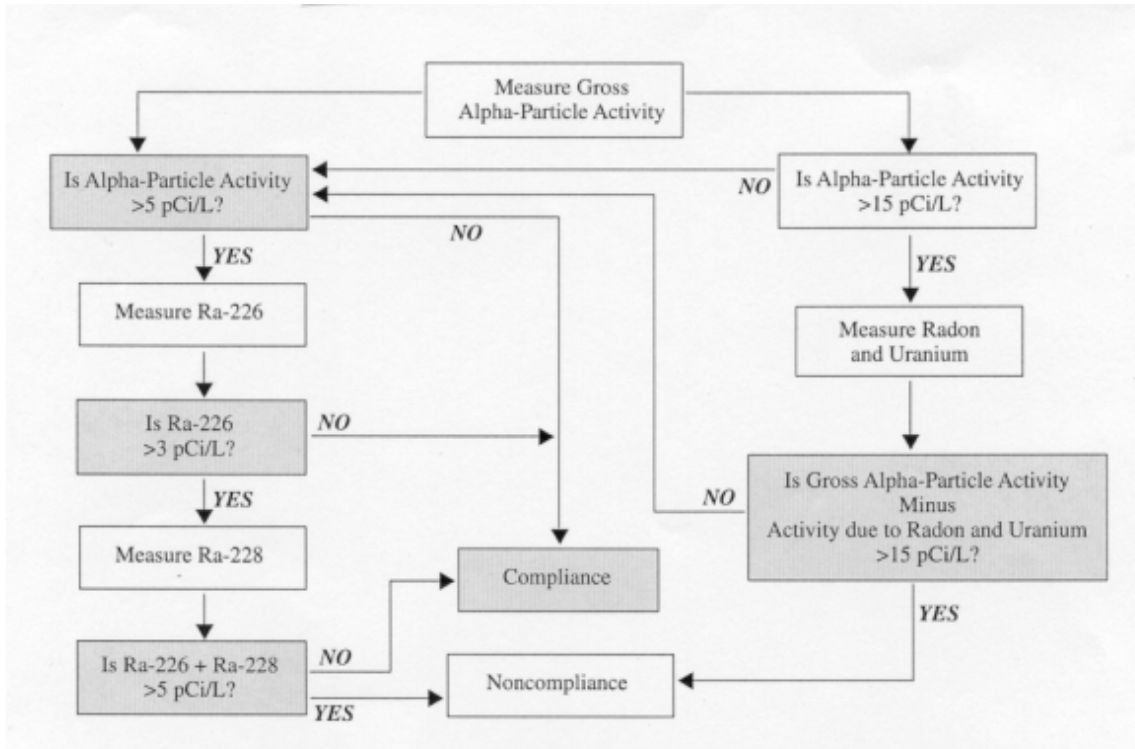 Measure Gross
Alpha-Particle Activity
Is Alpha-Particle Activity
>5 pCi/L?
NO
Is Alpha-Particle Activity
>15 pCi/L?
NO
YES
YES
Measure Ra-226
Measure Radon
and Uranium
Is Ra-226
>3 pCi/L?
NO
YES
Is Gross Alpha-Particle Activity
Minus
Activity due to Radon and Uranium
>15 pCi/L?
NO
YES
Measure Ra-228
Compliance
Is Ra-226 + Ra-228
>5 pCi/L?
NO
YES
Noncompliance